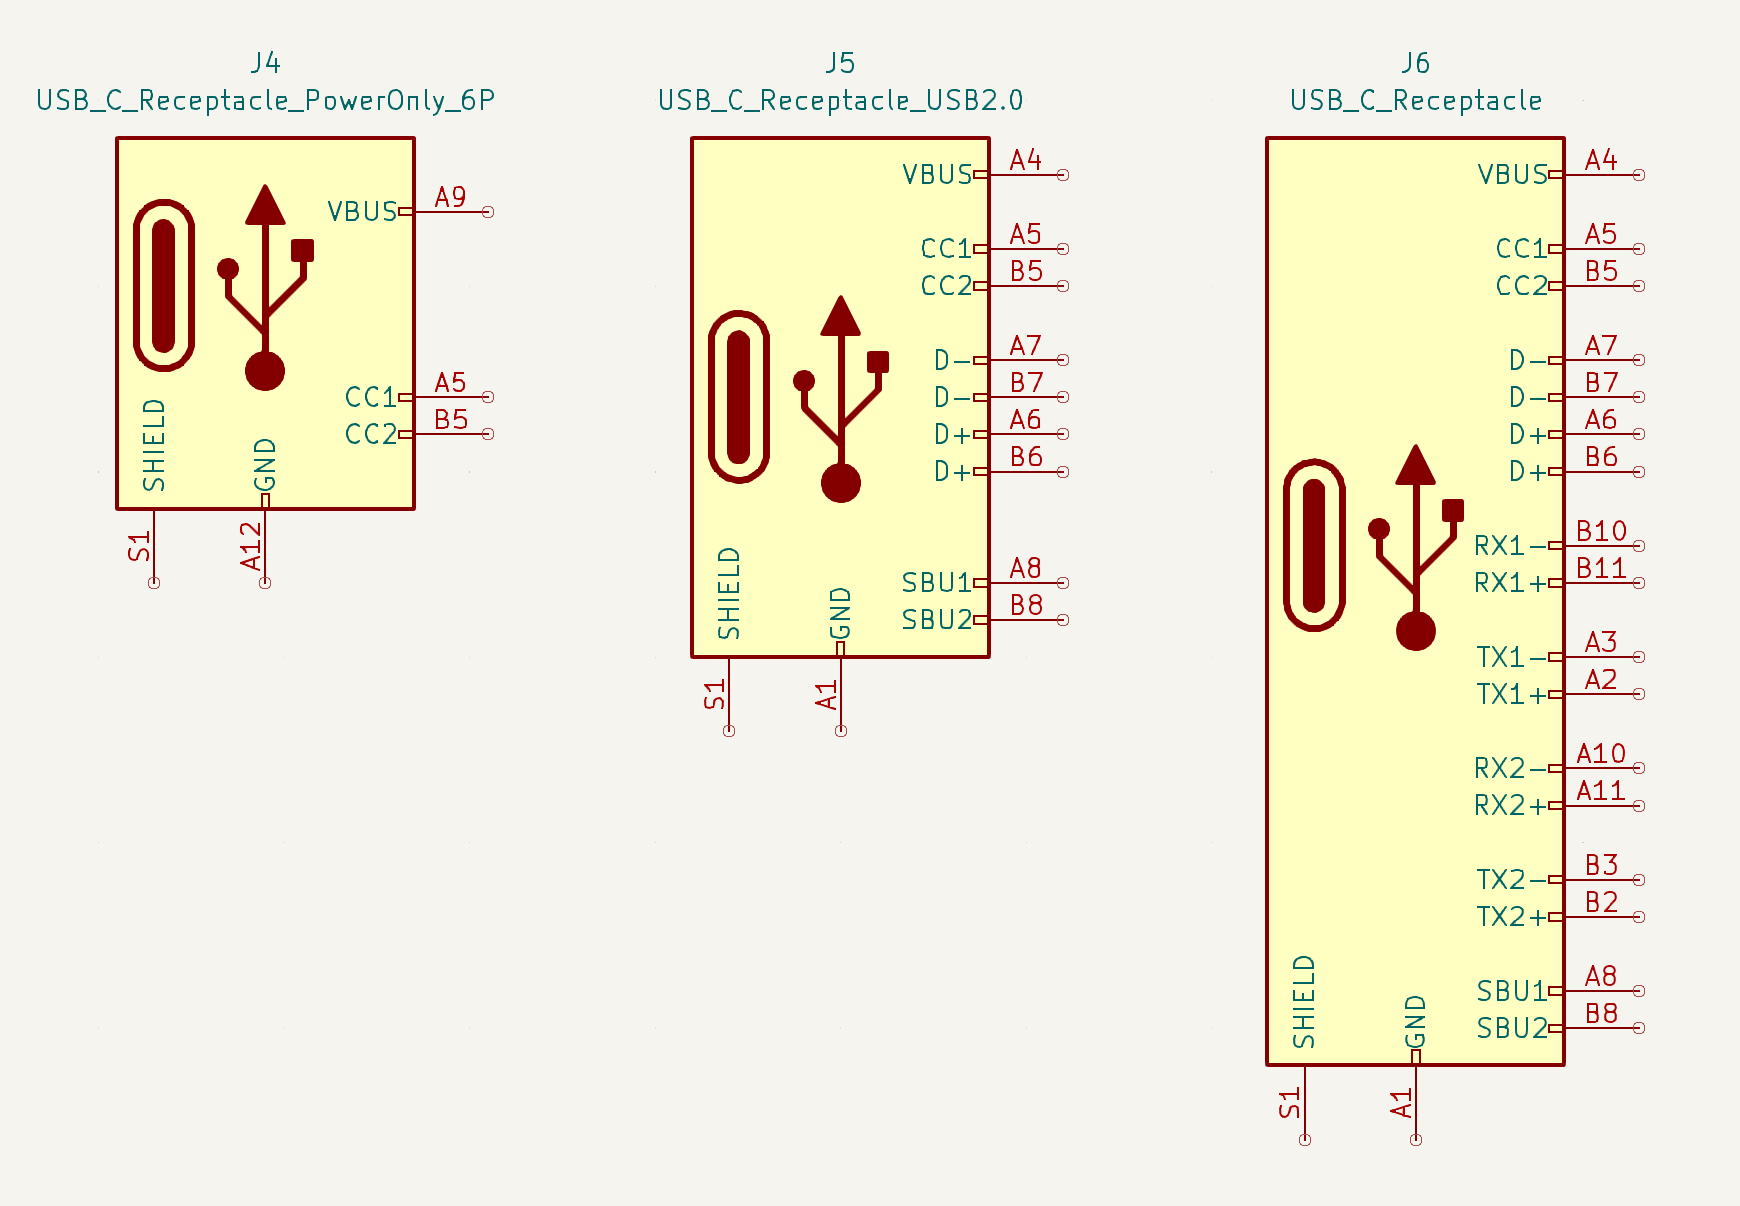 J4
USB_C_Receptacle_PowerOnly_6P
VBUS A9
CC1 A5
CC2 B5
SHIELD
GND
S1
A12
J5
USB_C_Receptacle_USB2.0
VBUS A4
CC1 A5
CC2 B5
D- A7
D- B7
D+ A6
D+ B6
SBU1 A8
SBU2 B8
SHIELD
GND
S1
A1
J6
USB_C_Receptacle
VBUS A4
CC1 A5
CC2 B5
D- A7
D- B7
D+ A6
D+ B6
RX1- B10
RX1+ B11
TX1- A3
TX1+ A2
RX2- A10
RX2+ A11
TX2- B3
TX2+ B2
SBU1 A8
SBU2 B8
SHIELD
GND
S1
A1